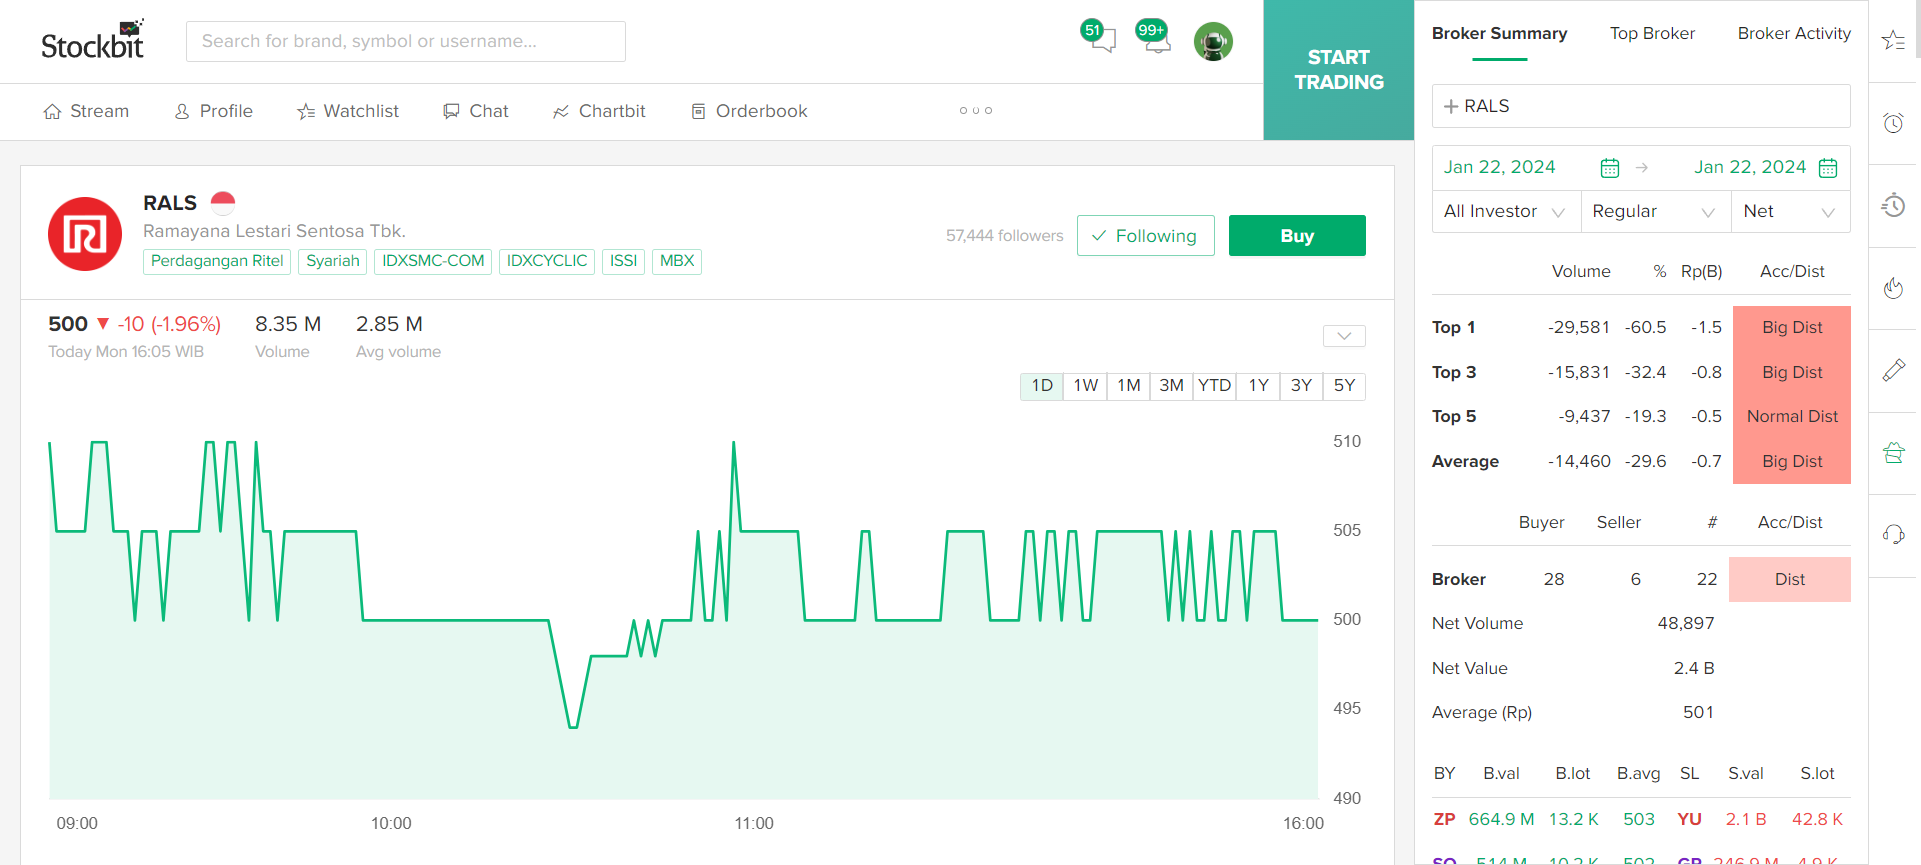 Stockbit
Search for brand, symbol or username...
51
99+
START
TRADING
Stream
Profile
Watchlist
Chat
Chartbit
Orderbook
RALS
Ramayana Lestari Sentosa Tbk.
Perdagangan Ritel
Syariah
IDXSMC-COM
IDXCYCLIC
ISSI
MBX
57,444 followers
Following
Buy
500 ▼ -10 (-1.96%)
8.35 M
2.85 M
Today Mon 16:05 WIB
Volume
Avg volume
1D 1W 1M 3M YTD 1Y 3Y 5Y
510
505
500
495
490
09:00 10:00 11:00 16:00
Broker Summary Top Broker Broker Activity
+ RALS
Jan 22, 2024 → Jan 22, 2024
All Investor Regular Net
Volume % Rp(B) Acc/Dist
Top 1 -29,581 -60.5 -1.5 Big Dist
Top 3 -15,831 -32.4 -0.8 Big Dist
Top 5 -9,437 -19.3 -0.5 Normal Dist
Average -14,460 -29.6 -0.7 Big Dist
Buyer Seller # Acc/Dist
Broker 28 6 22 Dist
Net Volume 48,897
Net Value 2.4 B
Average (Rp) 501
BY B.val B.lot B.avg SL S.val S.lot
ZP 664.9 M 13.2 K 503 YU 2.1 B 42.8 K